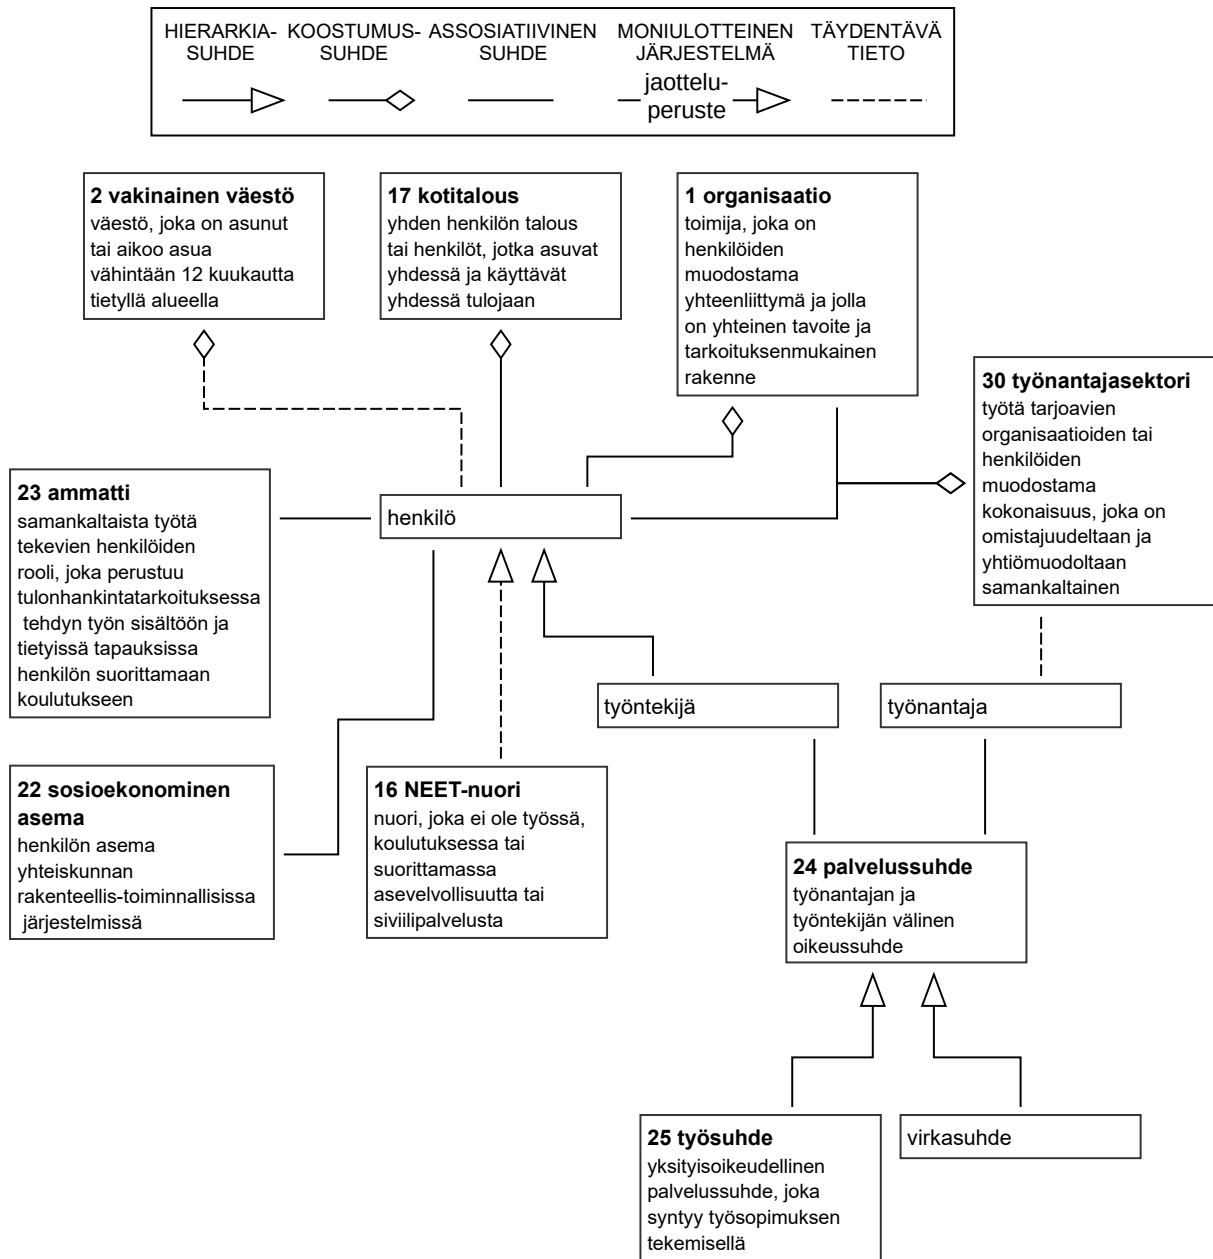 HIERARKIA-
SUHDE
KOOSTUMUS-
SUHDE
ASSOSIATIIVINEN
SUHDE
MONIULOTTEINEN
JÄRJESTELMÄ
jaottelu-
peruste
TÄYDENTÄVÄ
TIETO
2 vakinainen väestö
väestö, joka on asunut
tai aikoo asua
vähintään 12 kuukautta
tietyllä alueella
17 kotitalous
yhden henkilön talous
tai henkilöt, jotka asuvat
yhdessä ja käyttävät
yhdessä tulojaan
1 organisaatio
toimija, joka on
henkilöiden
muodostama
yhteenliittymä ja jolla
on yhteinen tavoite ja
tarkoituksenmukainen
rakenne
30 työnantajasektori
työtä tarjoavien
organisaatioiden tai
henkilöiden
muodostama
kokonaisuus, joka on
omistajuudeltaan ja
yhtiömuodoltaan
samankaltainen
23 ammatti
samankaltaista työtä
tekevien henkilöiden
rooli, joka perustuu
tulonhankintatarkoituksessa
tehdyn työn sisältöön ja
tietyissä tapauksissa
henkilön suorittamaan
koulutukseen
henkilö
työntekijä
työnantaja
22 sosioekonominen
asema
henkilön asema
yhteiskunnan
rakenteellis-toiminnallisissa
järjestelmissä
16 NEET-nuori
nuori, joka ei ole työssä,
koulutuksessa tai
suorittamassa
asevelvollisuutta tai
siviilipalvelusta
24 palvelussuhde
työnantajan ja
työntekijän välinen
oikeussuhde
25 työsuhde
yksityisoikeudellinen
palvelussuhde, joka
syntyy työsopimuksen
tekemisellä
virkasuhde